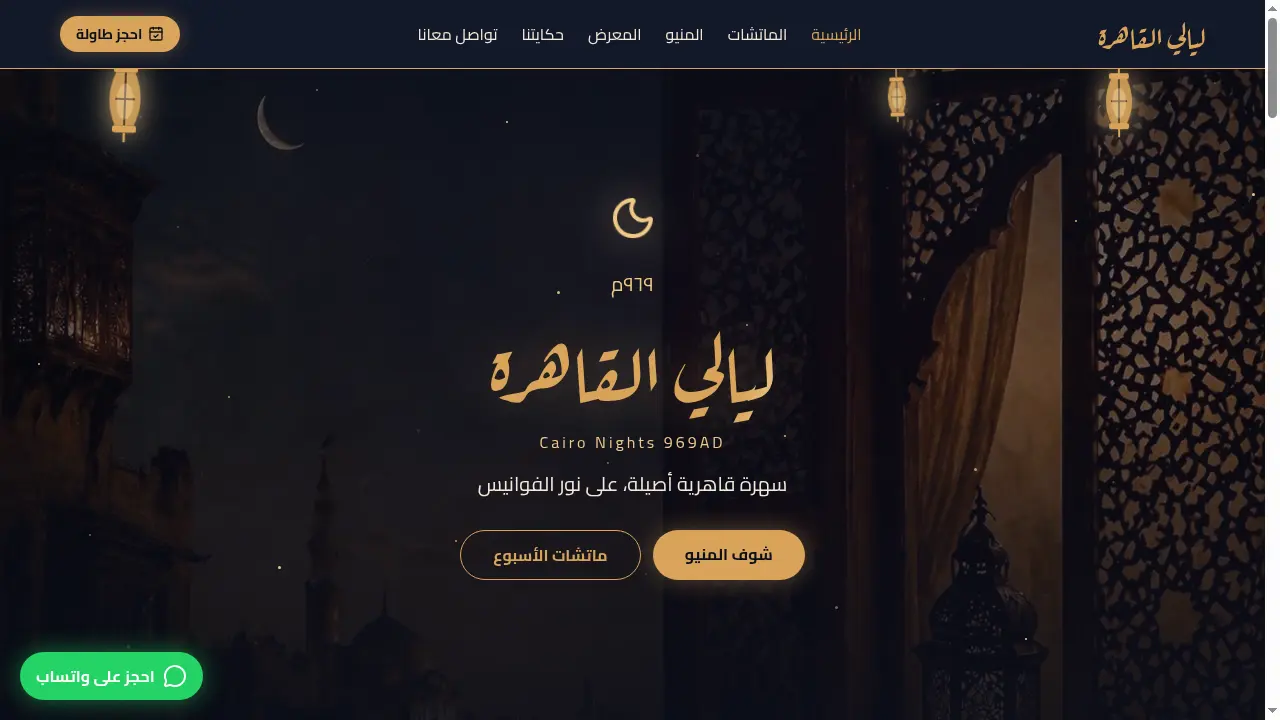 ليالي القاهرة
الرئيسية
الماتشات
المنيو
المعرض
حكايتنا
تواصل معانا
احجز طاولة
٩٦٩م
ليالي القاهرة
Cairo Nights 969AD
سهرة قاهرية أصيلة، على نور الفوانيس
شوف المنيو
ماتشات الأسبوع
احجز على واتساب